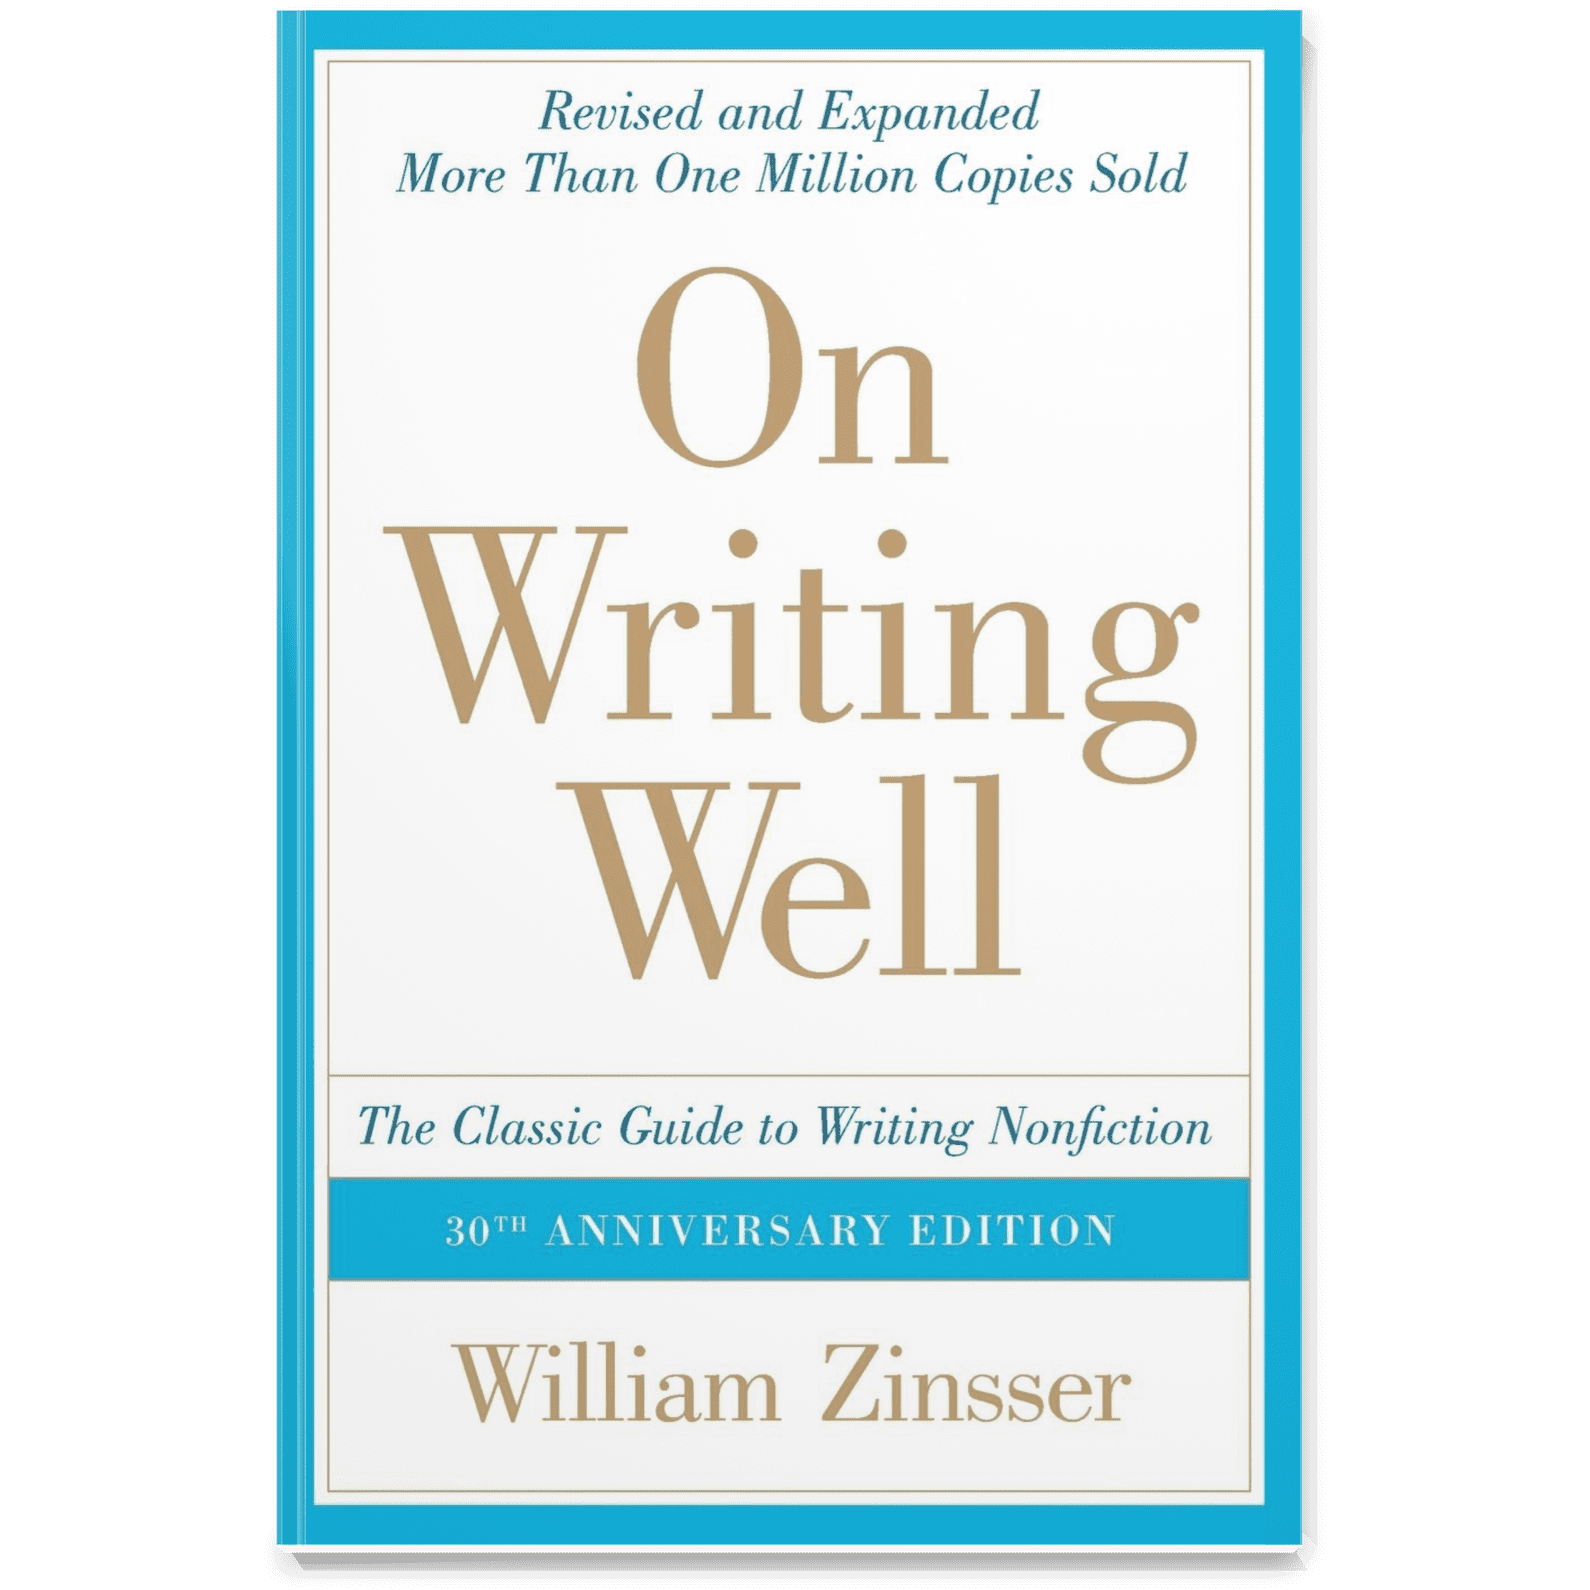 Revised and Expanded
More Than One Million Copies Sold
On
Writing
Well
The Classic Guide to Writing Nonfiction
30TH ANNIVERSARY EDITION
William Zinsser